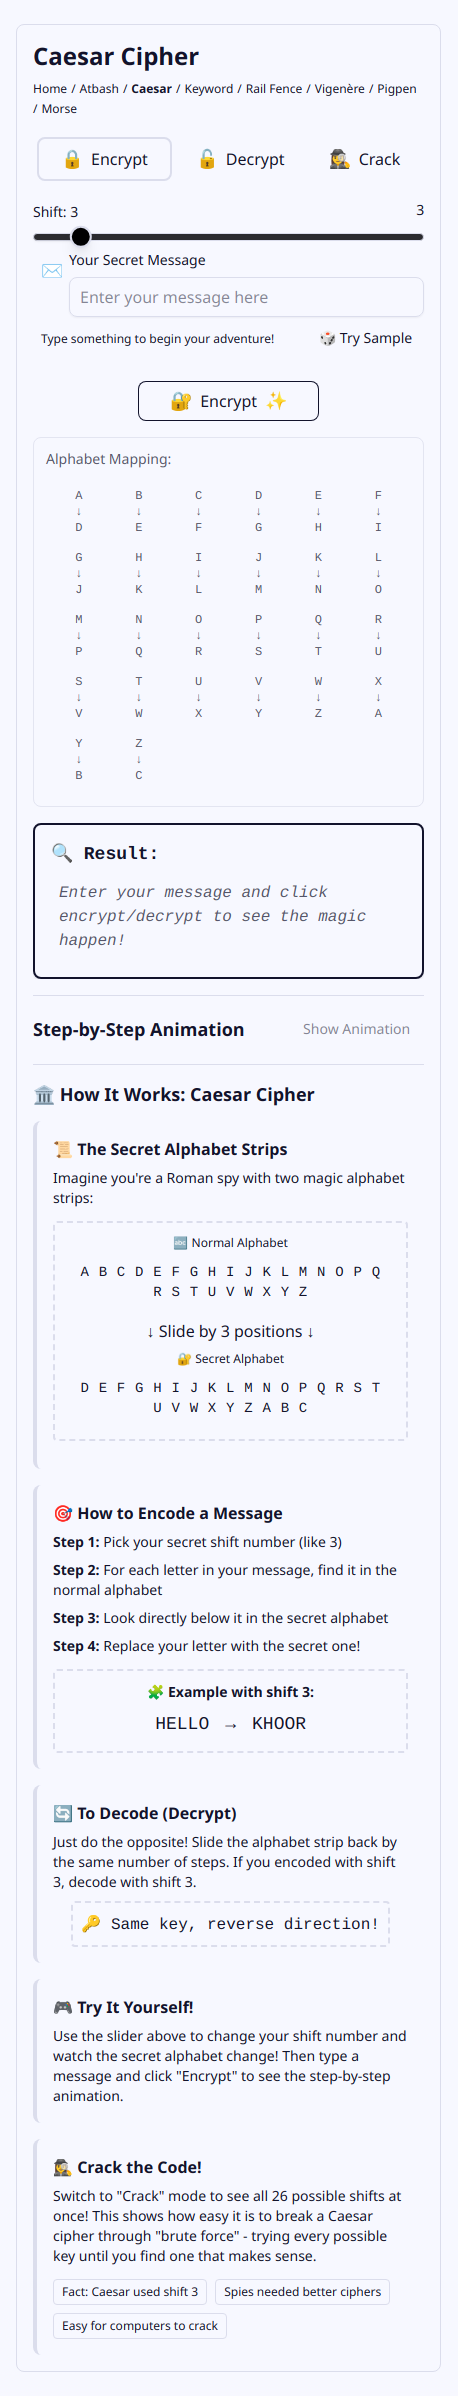 Caesar Cipher
Home / Atbash / Caesar / Keyword / Rail Fence / Vigenère / Pigpen
/ Morse
🔒 Encrypt 🔓 Decrypt 🕵️ Crack
Shift: 3 3
✉️ Your Secret Message
Enter your message here
Type something to begin your adventure! 🎲 Try Sample
🔐 Encrypt ✨
Alphabet Mapping:
A B C D E F
↓ ↓ ↓ ↓ ↓ ↓
D E F G H I
G H I J K L
↓ ↓ ↓ ↓ ↓ ↓
J K L M N O
M N O P Q R
↓ ↓ ↓ ↓ ↓ ↓
P Q R S T U
S T U V W X
↓ ↓ ↓ ↓ ↓ ↓
V W X Y Z A
Y Z
↓ ↓
B C
🔍 Result:
Enter your message and click
encrypt/decrypt to see the magic
happen!
Step-by-Step Animation Show Animation
🏛️ How It Works: Caesar Cipher
📜 The Secret Alphabet Strips
Imagine you're a Roman spy with two magic alphabet
strips:
🔤 Normal Alphabet
A B C D E F G H I J K L M N O P Q
R S T U V W X Y Z
↓ Slide by 3 positions ↓
🔐 Secret Alphabet
D E F G H I J K L M N O P Q R S T
U V W X Y Z A B C
🎯 How to Encode a Message
Step 1: Pick your secret shift number (like 3)
Step 2: For each letter in your message, find it in the
normal alphabet
Step 3: Look directly below it in the secret alphabet
Step 4: Replace your letter with the secret one!
🧩 Example with shift 3:
HELLO → KHOOR
🔄 To Decode (Decrypt)
Just do the opposite! Slide the alphabet strip back by
the same number of steps. If you encoded with shift
3, decode with shift 3.
🔑 Same key, reverse direction!
🎮 Try It Yourself!
Use the slider above to change your shift number and
watch the secret alphabet change! Then type a
message and click "Encrypt" to see the step-by-step
animation.
🕵️ Crack the Code!
Switch to "Crack" mode to see all 26 possible shifts at
once! This shows how easy it is to break a Caesar
cipher through "brute force" - trying every possible
key until you find one that makes sense.
Fact: Caesar used shift 3 Spies needed better ciphers
Easy for computers to crack